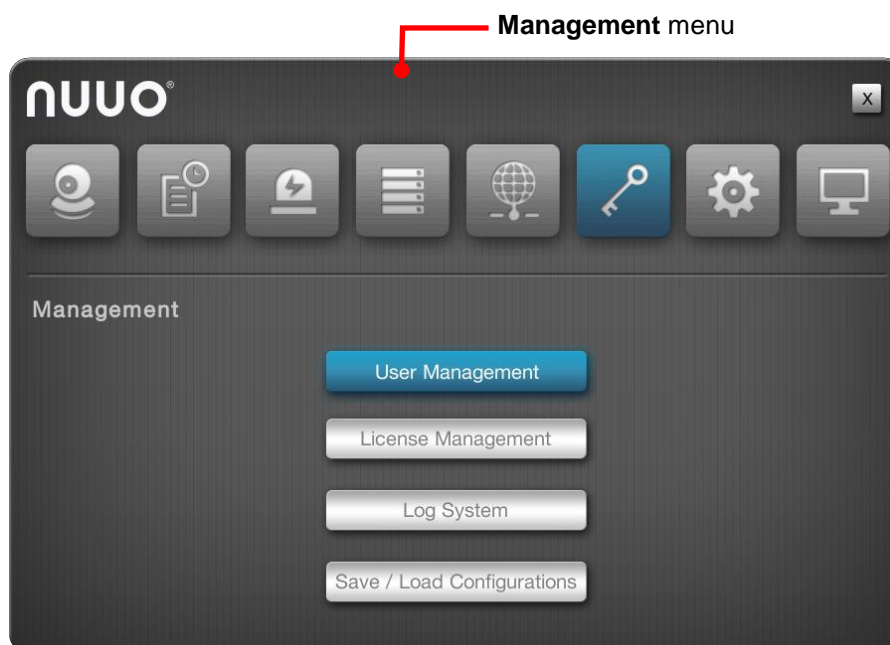 Management menu
nuuo®
X
Management
User Management
License Management
Log System
Save / Load Configurations